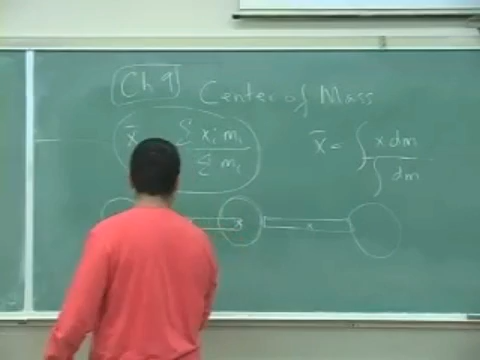 Ch 9 Center of Mass
x̄ Σ xᵢ mᵢ / Σ mᵢ x̄ = ∫ x dm / ∫ dm
x x